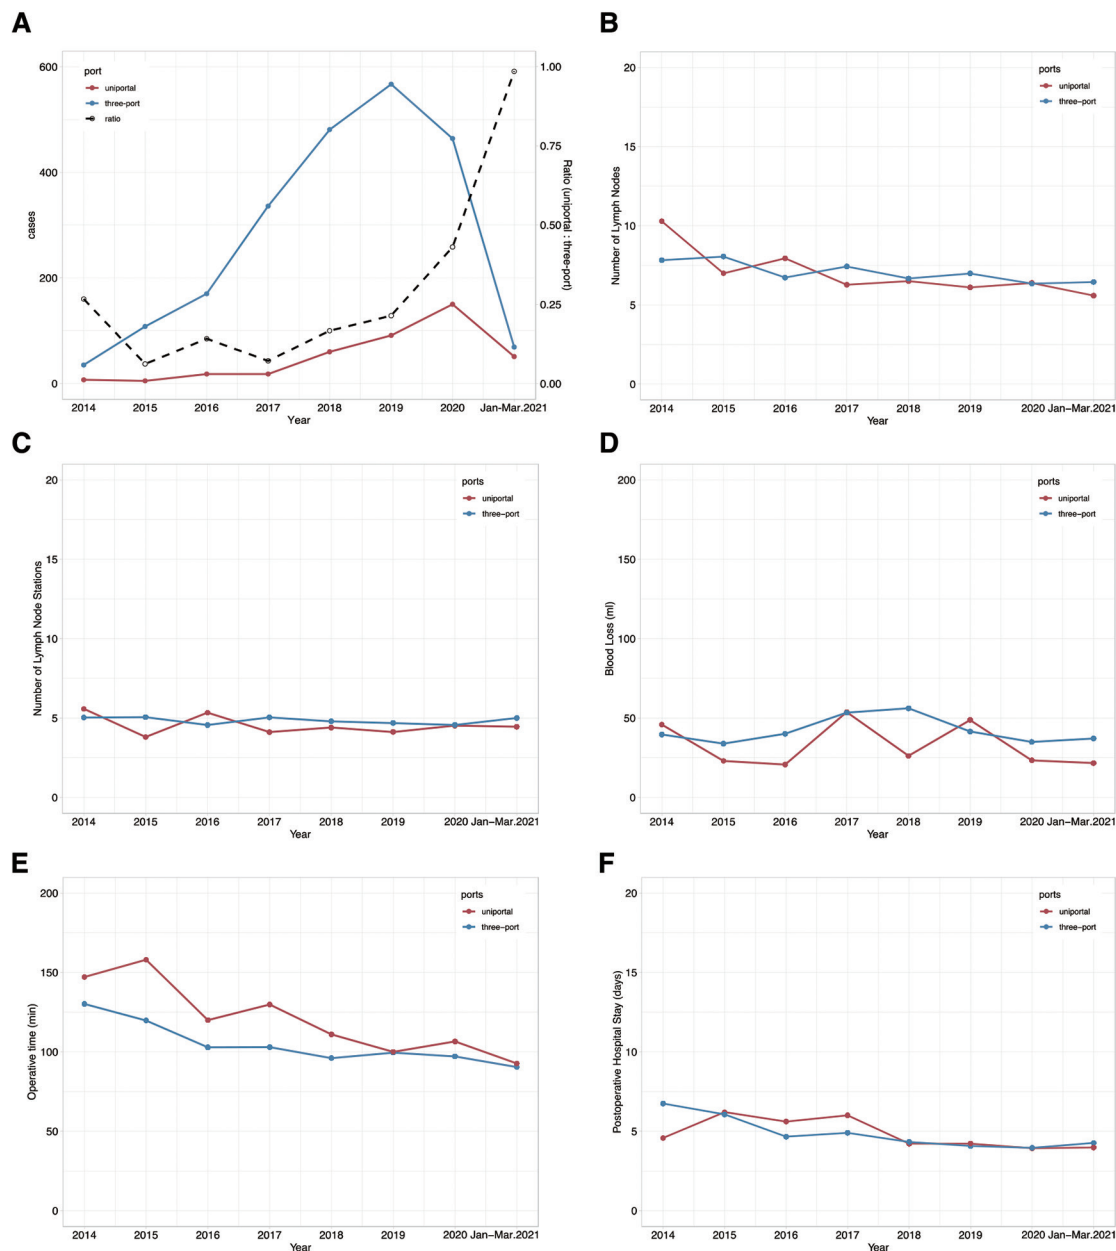 A
port
uniportal
three-port
ratio
600
400
200
0
cases
1.00
0.75
0.50
0.25
0.00
Ratio (uniportal : three-port)
2014 2015 2016 2017 2018 2019 2020 Jan-Mar.2021
Year
B
ports
uniportal
three-port
20
15
10
5
0
Number of Lymph Nodes
2014 2015 2016 2017 2018 2019 2020 Jan-Mar.2021
Year
C
ports
uniportal
three-port
20
15
10
5
0
Number of Lymph Node Stations
2014 2015 2016 2017 2018 2019 2020 Jan-Mar.2021
Year
D
ports
uniportal
three-port
200
150
100
50
0
Blood Loss (ml)
2014 2015 2016 2017 2018 2019 2020 Jan-Mar.2021
Year
E
ports
uniportal
three-port
200
150
100
50
0
Operative time (min)
2014 2015 2016 2017 2018 2019 2020 Jan-Mar.2021
Year
F
ports
uniportal
three-port
20
15
10
5
0
Postoperative Hospital Stay (days)
2014 2015 2016 2017 2018 2019 2020 Jan-Mar.2021
Year